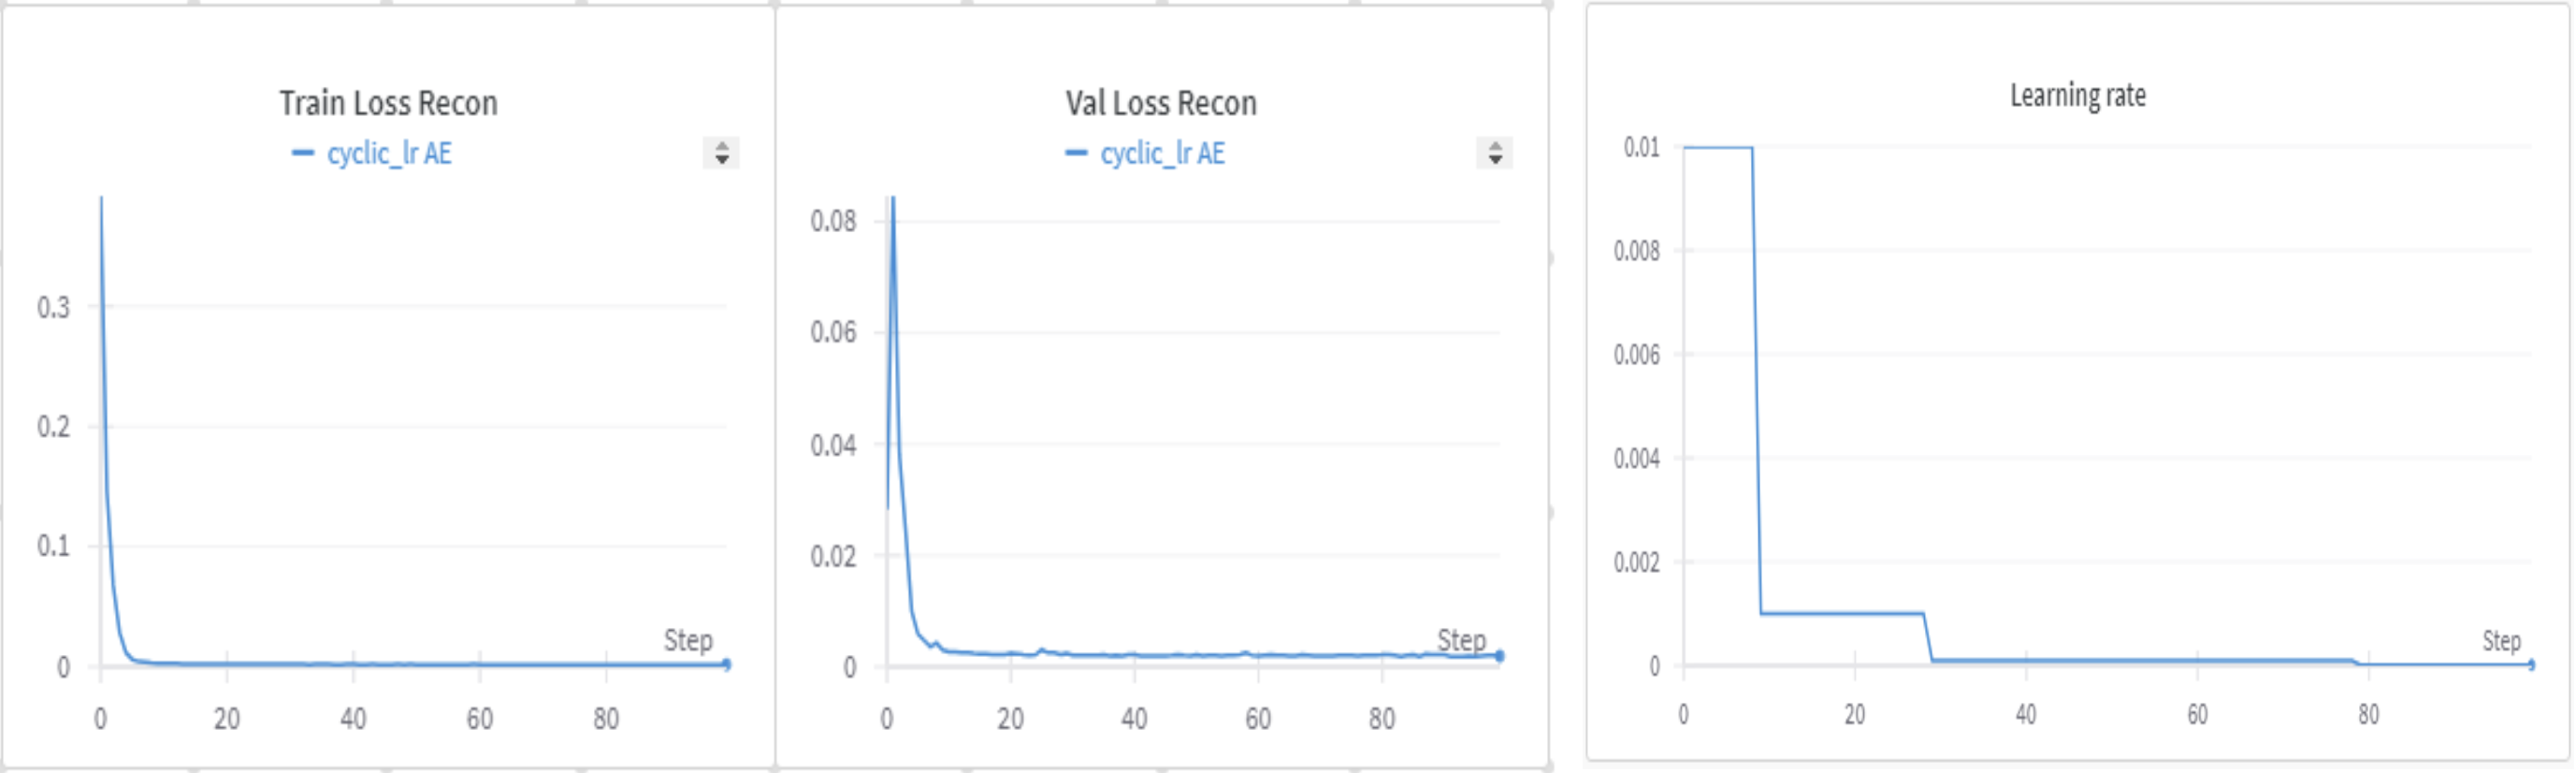 Train Loss Recon
cyclic_lr AE
0.3
0.2
0.1
0
Step
0 20 40 60 80
Val Loss Recon
cyclic_lr AE
0.08
0.06
0.04
0.02
0
Step
0 20 40 60 80
Learning rate
0.01
0.008
0.006
0.004
0.002
0
Step
0 20 40 60 80